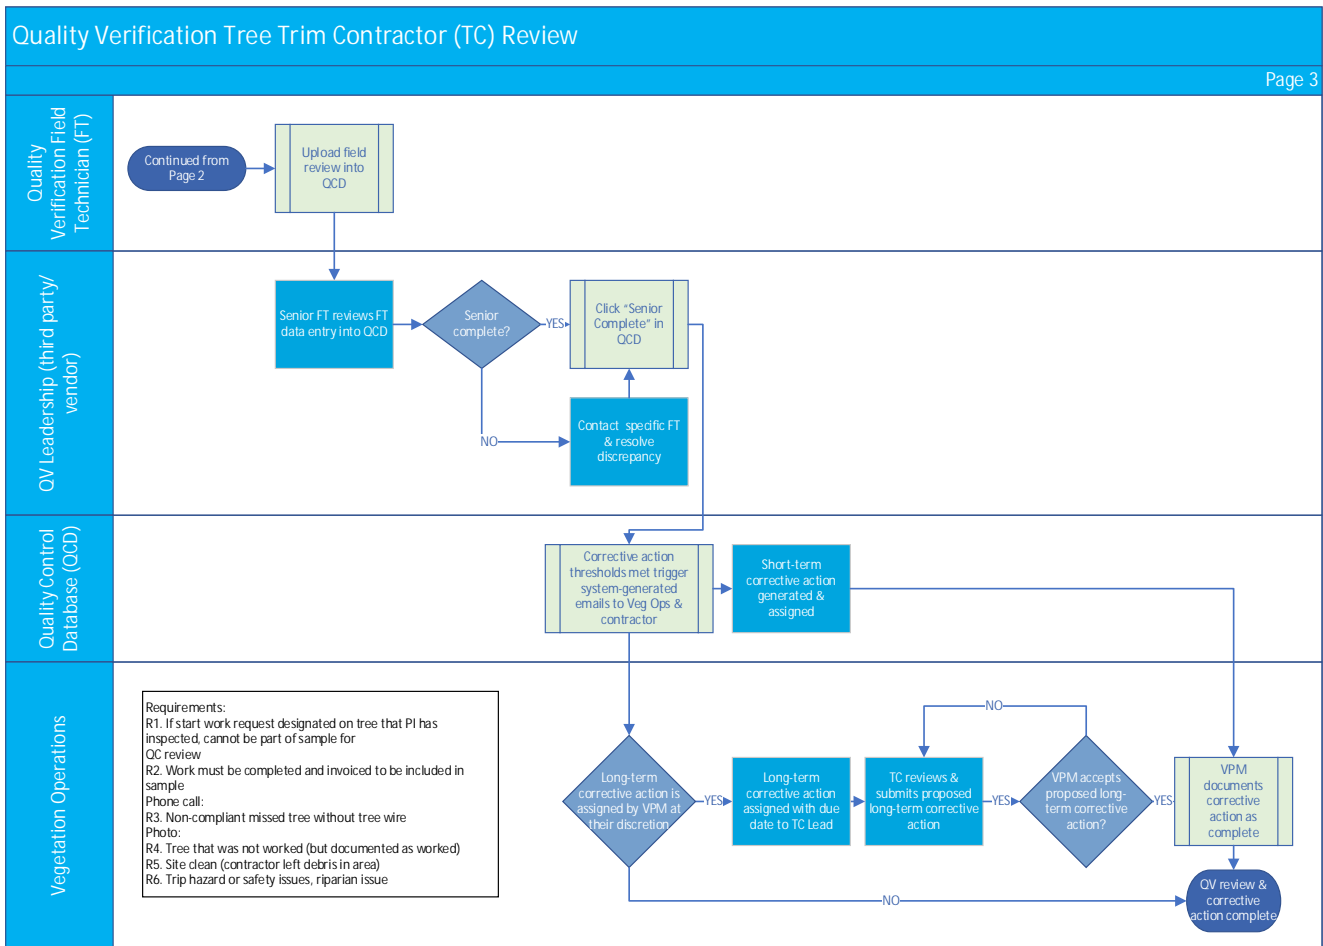 Quality Verification Tree Trim Contractor (TC) Review
Page 3
Quality
Verification Field
Technician (FT)
Continued from
Page 2
Upload field
review into
QCD
QV Leadership (third party/
vendor)
Senior FT reviews FT
data entry into QCD
Senior
complete?
YES
Click “Senior
Complete” in
QCD
NO
Contact specific FT
& resolve
discrepancy
Quality Control
Database (QCD)
Corrective action
thresholds met trigger
system-generated
emails to Veg Ops &
contractor
Short-term
corrective action
generated &
assigned
Vegetation Operations
Requirements:
R1. If start work request designated on tree that PI has
inspected, cannot be part of sample for
QC review
R2. Work must be completed and invoiced to be included in
sample
Phone call:
R3. Non-compliant missed tree without tree wire
Photo:
R4. Tree that was not worked (but documented as worked)
R5. Site clean (contractor left debris in area)
R6. Trip hazard or safety issues, riparian issue
Long-term
corrective action is
assigned by VPM at
their discretion
YES
Long-term
corrective action
assigned with due
date to TC Lead
TC reviews &
submits proposed
long-term corrective
action
YES
NO
VPM accepts
proposed long-
term corrective
action?
YES
VPM
documents
corrective
action as
complete
NO
QV review &
corrective
action complete